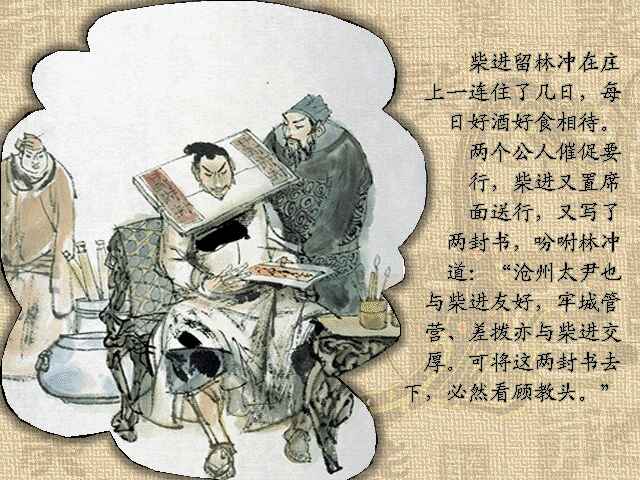 柴进留林冲在庄
上一连住了几日，每
日好酒好食相待。
两个公人催促要
行，柴进又置席
面送行，又写了
两封书，吩咐林冲
道：“沧州太尹也
与柴进友好，牢城管
营、差拨亦与柴进交
厚。可将这两封书去
下，必然看顾教头。”